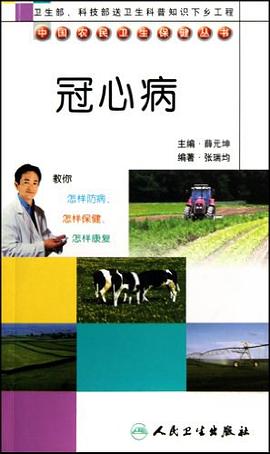 卫生部、科技部送卫生科普知识下乡工程
中国农民卫生保健丛书
冠心病
主编·薛元坤
编著·张瑞均
教你
怎样防病、
怎样保健、
怎样康复
人民卫生出版社